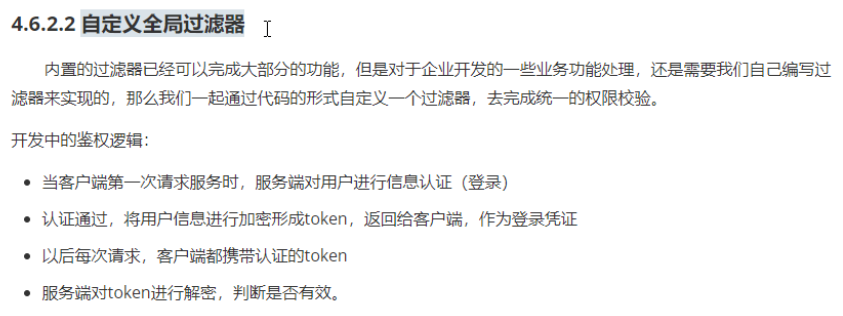 4.6.2.2 自定义全局过滤器
内置的过滤器已经可以完成大部分的功能，但是对于企业开发的一些业务功能处理，还是需要我们自己编写过
滤器来实现的，那么我们一起通过代码的形式自定义一个过滤器，去完成统一的权限校验。
开发中的鉴权逻辑：
• 当客户端第一次请求服务时，服务端对用户进行信息认证（登录）
• 认证通过，将用户信息进行加密形成token，返回给客户端，作为登录凭证
• 以后每次请求，客户端都携带认证的token
• 服务端对token进行解密，判断是否有效。